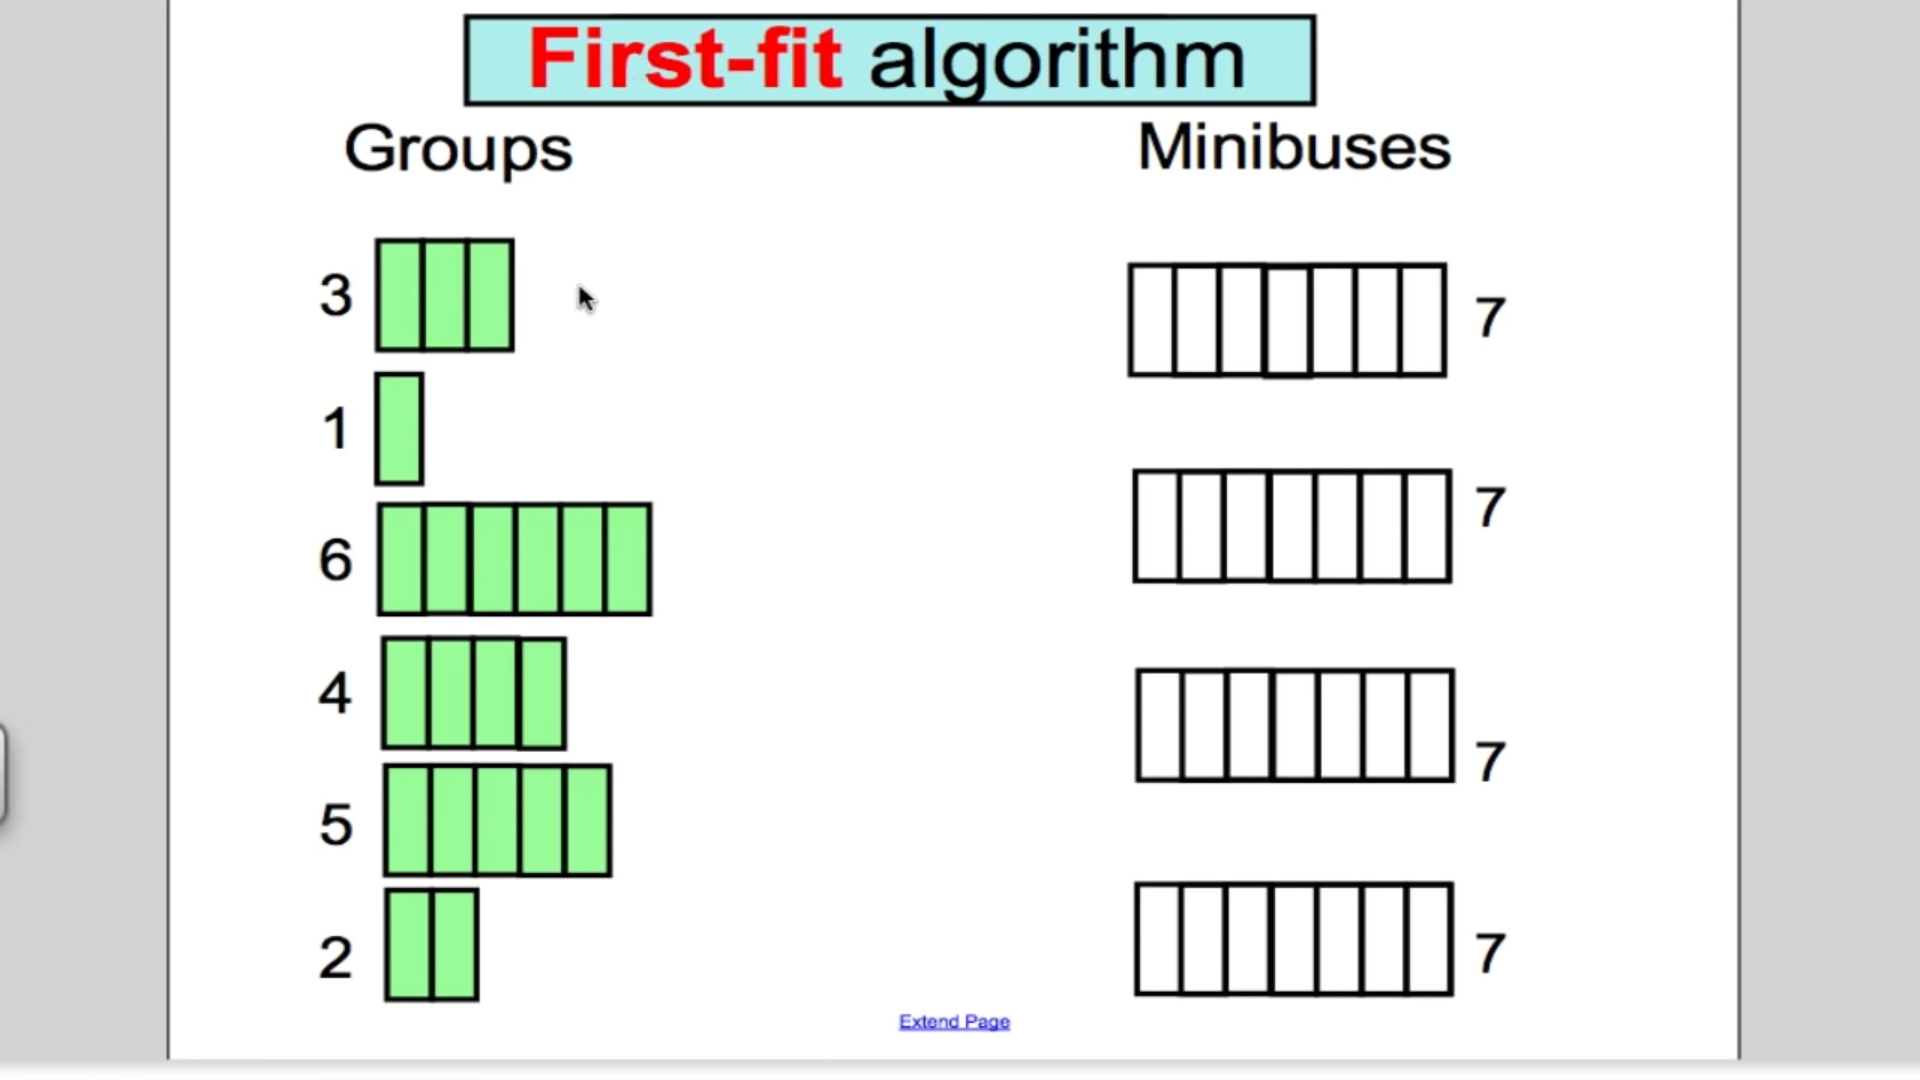 First-fit algorithm
Groups
Minibuses
3
7
1
7
6
4
7
5
2
7
Extend Page